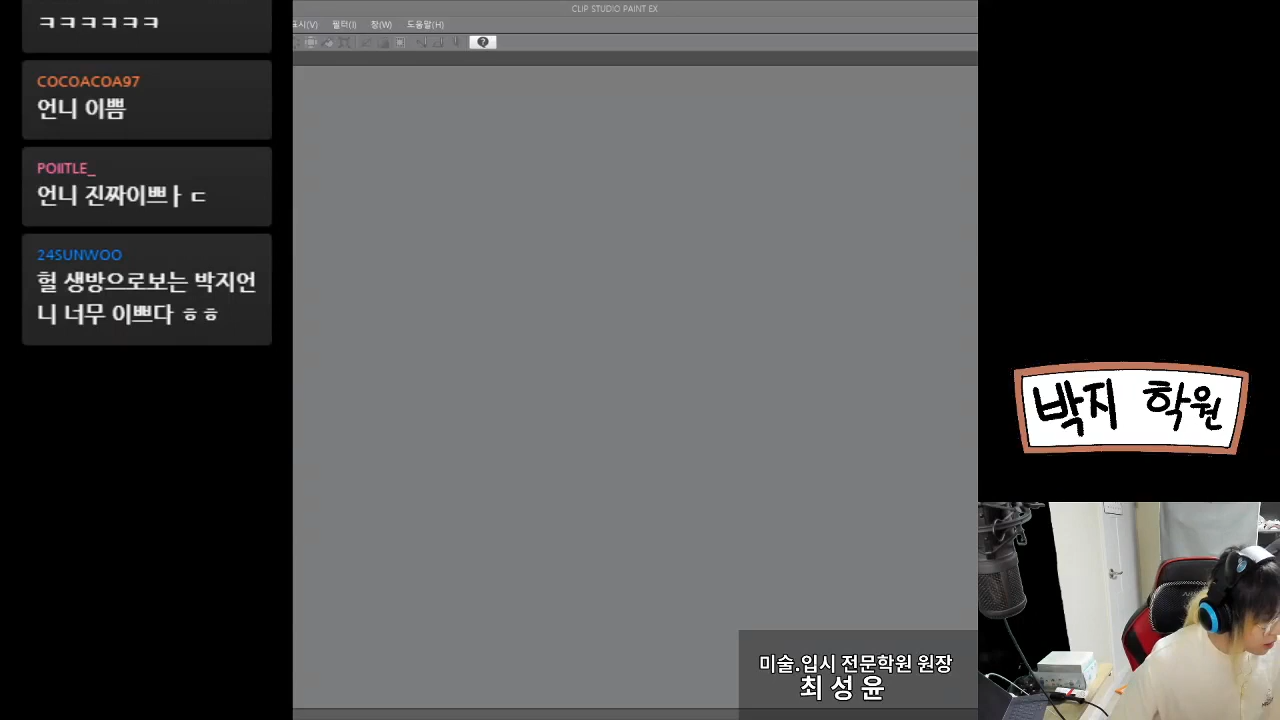 ㅋㅋㅋㅋㅋㅋ
COCOACOA97
언니 이쁨
POIITLE_
언니 진짜이쁘ㅏㄷ
24SUNWOO
헐 생방으로보는 박지언
니 너무 이쁘다 ㅎㅎ
CLIP STUDIO PAINT EX
표시(V) 필터(I) 창(W) 도움말(H)
박지 학원
미술.입시 전문학원 원장
최성윤